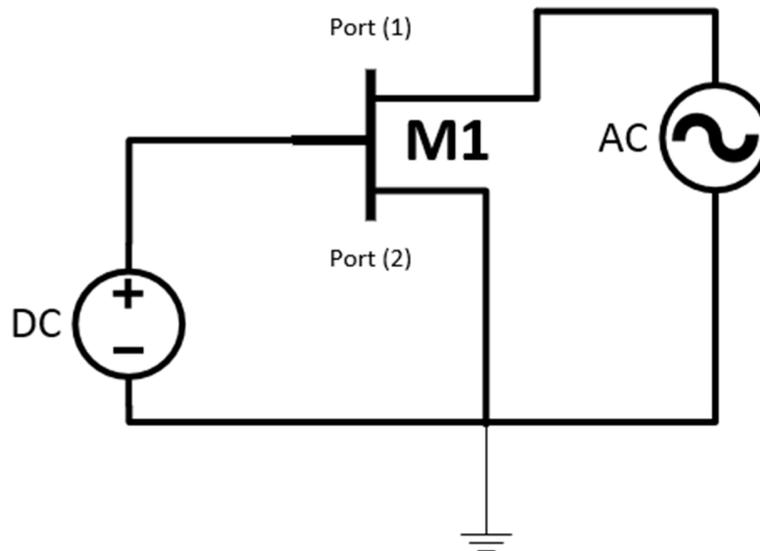 Port (1)
M1
AC
Port (2)
DC
+
−